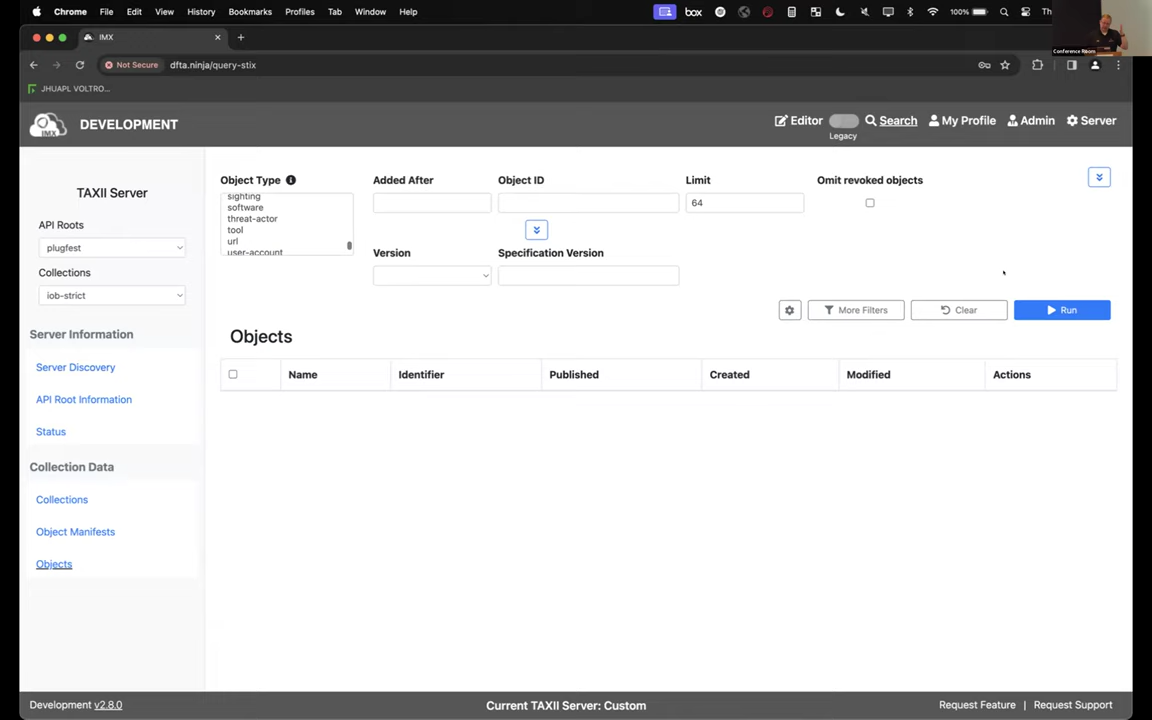 Chrome File Edit View History Bookmarks Profiles Tab Window Help box 100% Th
IMX
Conference Room
Not Secure dfta.ninja/query-stix
JHUAPL VOLTRO...
IMX DEVELOPMENT Editor Legacy Search My Profile Admin Server
TAXII Server
API Roots
plugfest
Collections
iob-strict
Server Information
Server Discovery
API Root Information
Status
Collection Data
Collections
Object Manifests
Objects
Object Type Added After Object ID Limit Omit revoked objects
sighting
software
threat-actor
tool
url
user-account
64
Version Specification Version
More Filters Clear Run
Objects
Name Identifier Published Created Modified Actions
Development v2.8.0 Current TAXII Server: Custom Request Feature | Request Support